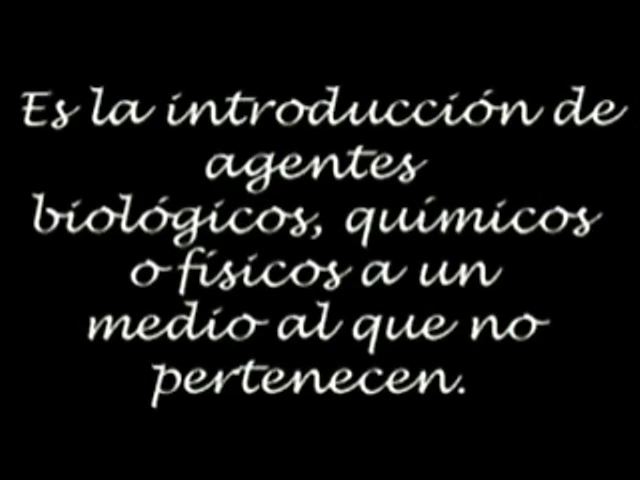 Es la introducción de
agentes
biológicos, químicos
o físicos a un
medio al que no
pertenecen.